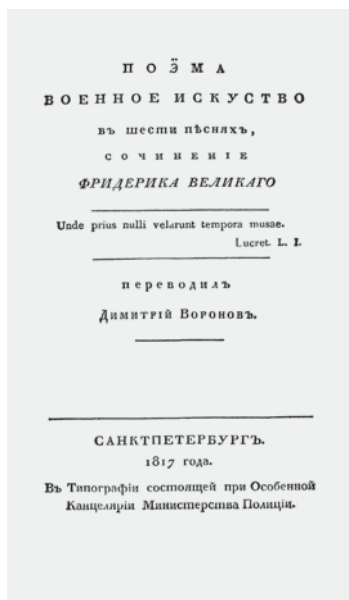 ПОӬМА
ВОЕННОЕ ИСКУСТВО
въ шести пѣсняхъ,
СОЧИНЕНІЕ
ФРИДЕРИКА ВЕЛИКАГО
Unde prius nulli velarunt tempora musae.
Lucret. L. I.
переводилъ
Димитрій Вороновъ.
САНКТПЕТЕРБУРГЪ.
1817 года.
Въ Типографіи состоящей при Особенной
Канцеляріи Министерства Полиціи.